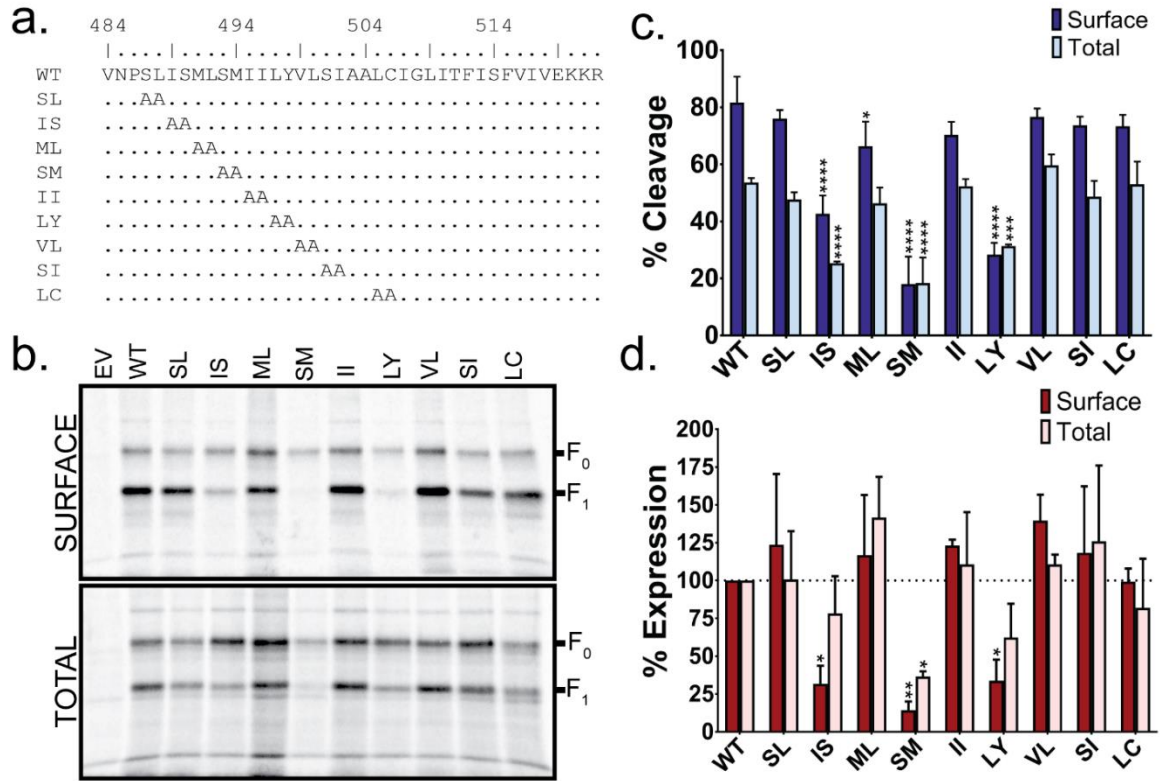 a.
484 494 504 514
|....|....|....|....|....|....|....|...
WT VNPSLISMLSMIILYVLSIAALCIGLITFISFVIVEKKR
SL ...AA..................................
IS .....AA................................
ML .......AA..............................
SM .........AA............................
II ...........AA..........................
LY .............AA........................
VL ...............AA......................
SI .................AA....................
LC .....................AA................
b.
EV WT SL IS ML SM II LY VL SI LC
SURFACE
F0
F1
TOTAL
F0
F1
c.
Surface
Total
% Cleavage
100
80
60
40
20
0
****
****
*
****
****
****
***
WT SL IS ML SM II LY VL SI LC
d.
Surface
Total
% Expression
200
175
150
125
100
75
50
25
0
*
**
*
*
WT SL IS ML SM II LY VL SI LC